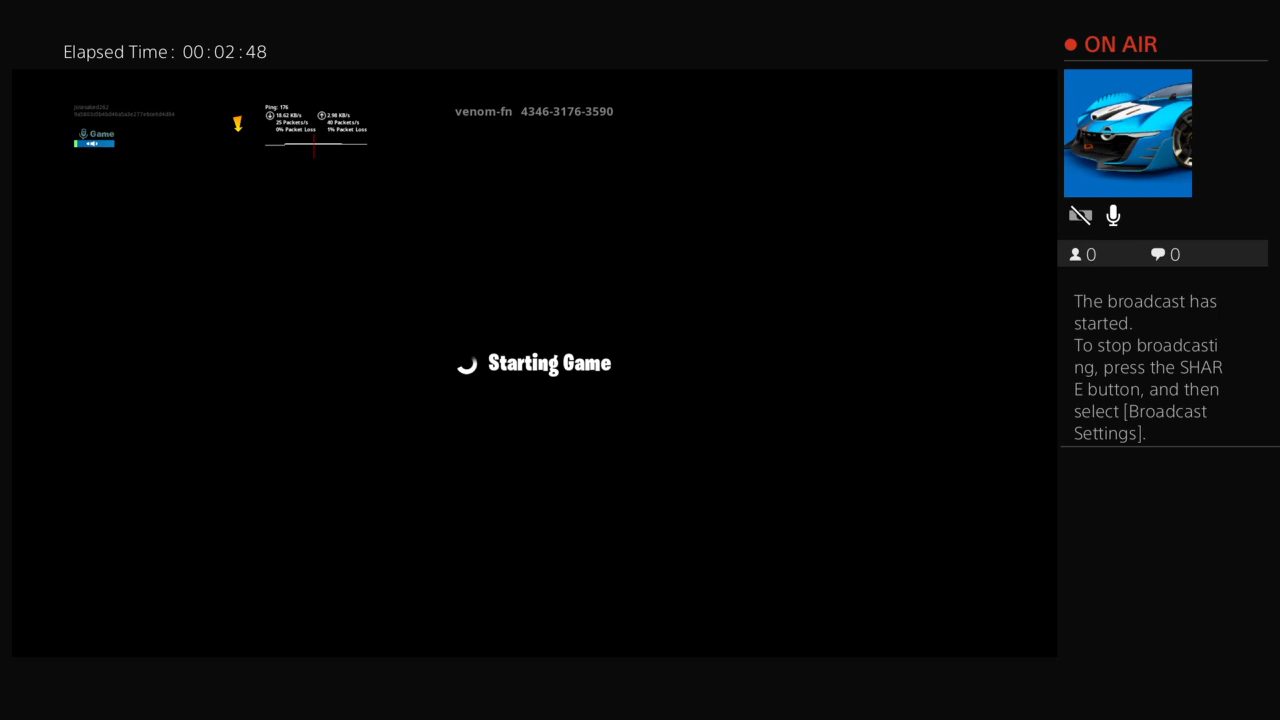 Elapsed Time: 00:02:48
ON AIR
Ping: 176
18.62 KB/s 2.98 KB/s
25 Packets/s 40 Packets/s
0% Packet Loss 1% Packet Loss
venom-fn 4346-3176-3590
Game
0 0
Starting Game
The broadcast has
started.
To stop broadcasti
ng, press the SHAR
E button, and then
select [Broadcast
Settings].